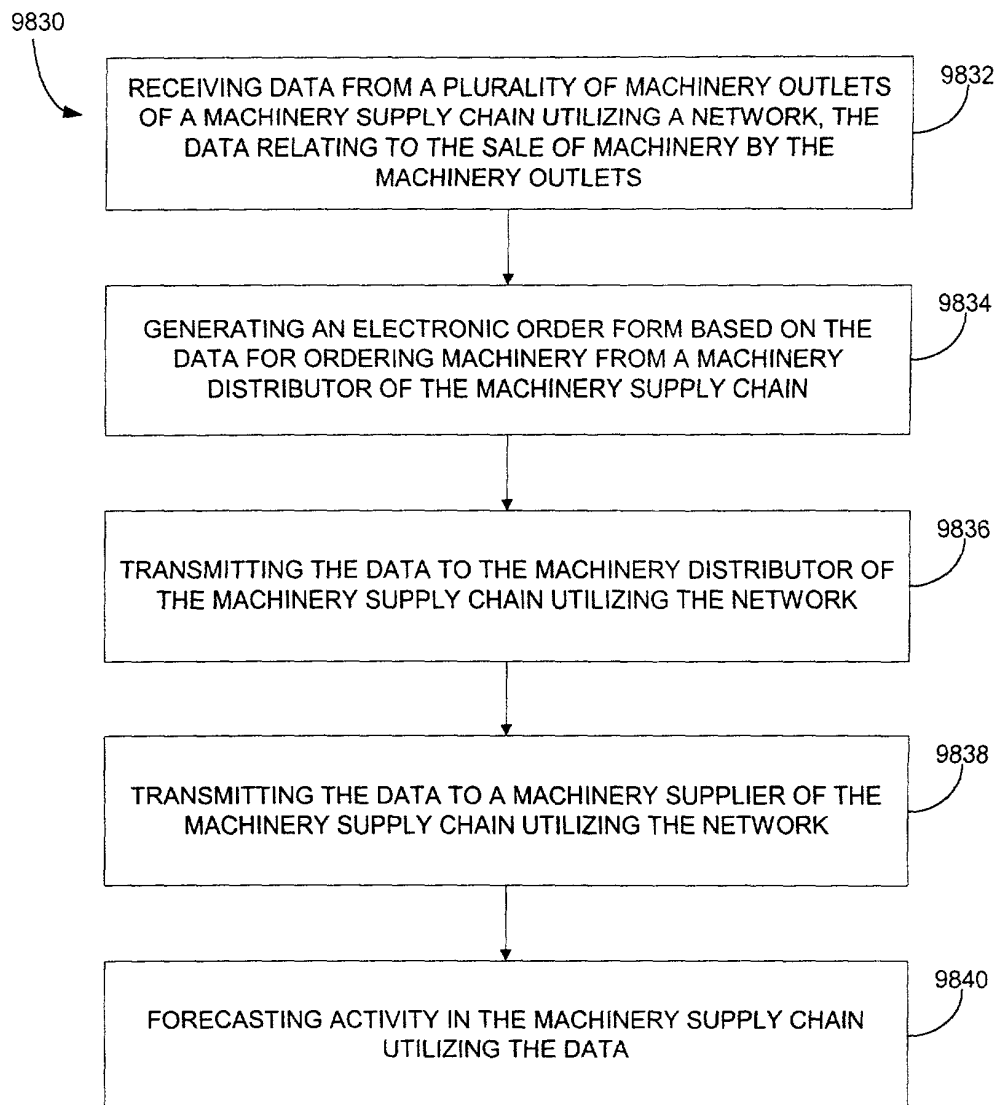 9830
RECEIVING DATA FROM A PLURALITY OF MACHINERY OUTLETS
OF A MACHINERY SUPPLY CHAIN UTILIZING A NETWORK, THE
DATA RELATING TO THE SALE OF MACHINERY BY THE
MACHINERY OUTLETS
9832
GENERATING AN ELECTRONIC ORDER FORM BASED ON THE
DATA FOR ORDERING MACHINERY FROM A MACHINERY
DISTRIBUTOR OF THE MACHINERY SUPPLY CHAIN
9834
TRANSMITTING THE DATA TO THE MACHINERY DISTRIBUTOR OF
THE MACHINERY SUPPLY CHAIN UTILIZING THE NETWORK
9836
TRANSMITTING THE DATA TO A MACHINERY SUPPLIER OF THE
MACHINERY SUPPLY CHAIN UTILIZING THE NETWORK
9838
FORECASTING ACTIVITY IN THE MACHINERY SUPPLY CHAIN
UTILIZING THE DATA
9840